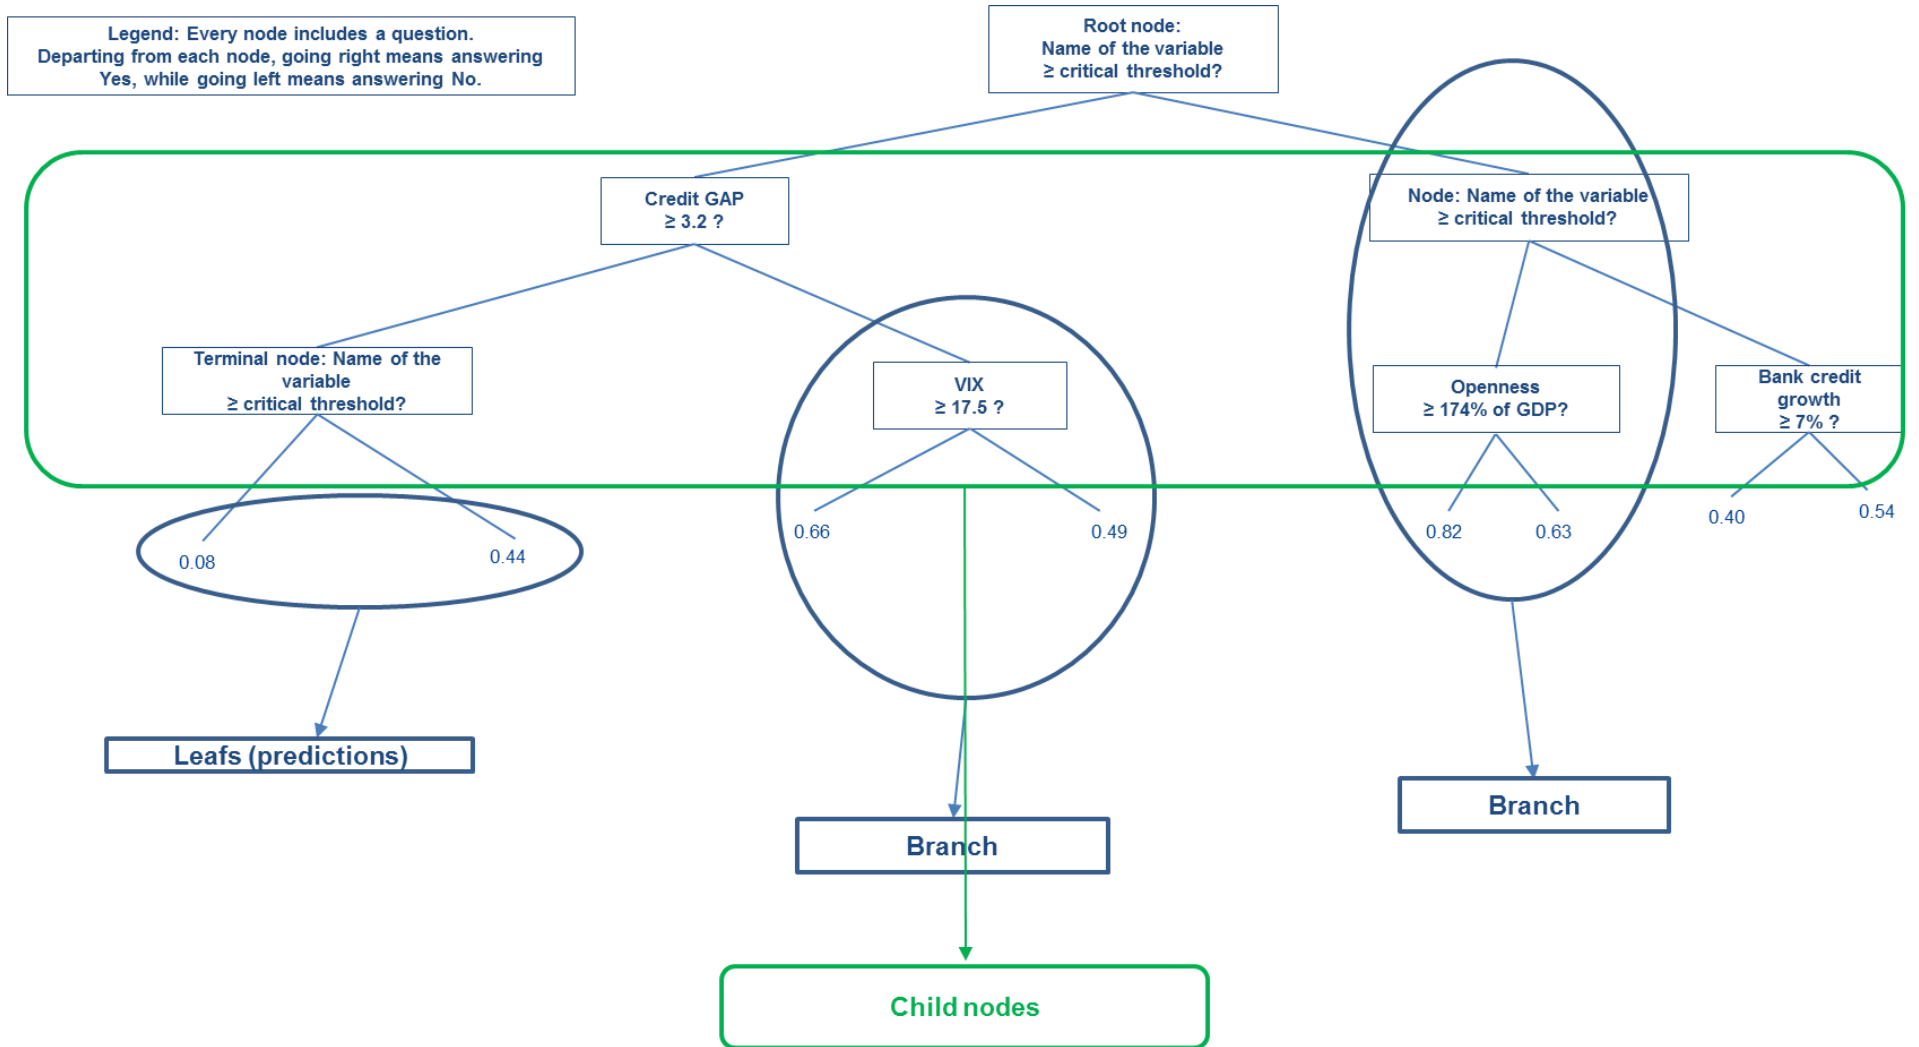 Legend: Every node includes a question.
Departing from each node, going right means answering
Yes, while going left means answering No.
Root node:
Name of the variable
≥ critical threshold?
Credit GAP
≥ 3.2 ?
Node: Name of the variable
≥ critical threshold?
Terminal node: Name of the
variable
≥ critical threshold?
VIX
≥ 17.5 ?
Openness
≥ 174% of GDP?
Bank credit
growth
≥ 7% ?
0.08
0.44
0.66
0.49
0.82
0.63
0.40
0.54
Leafs (predictions)
Branch
Branch
Child nodes